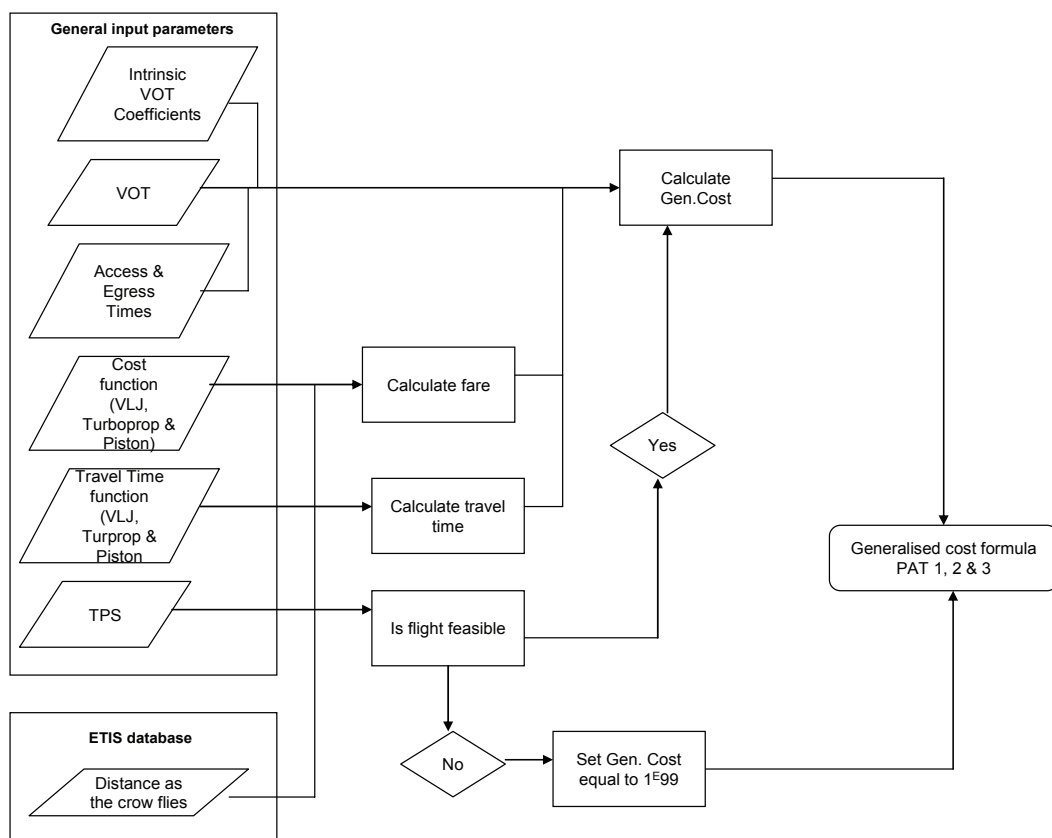 General input parameters
Intrinsic
VOT
Coefficients
VOT
Access &
Egress
Times
Cost
function
(VLJ,
Turboprop &
Piston)
Travel Time
function
(VLJ,
Turprop &
Piston
TPS
ETIS database
Distance as
the crow flies
Calculate fare
Calculate travel
time
Is flight feasible
No
Set Gen. Cost
equal to 1ᴱ99
Yes
Calculate
Gen.Cost
Generalised cost formula
PAT 1, 2 & 3